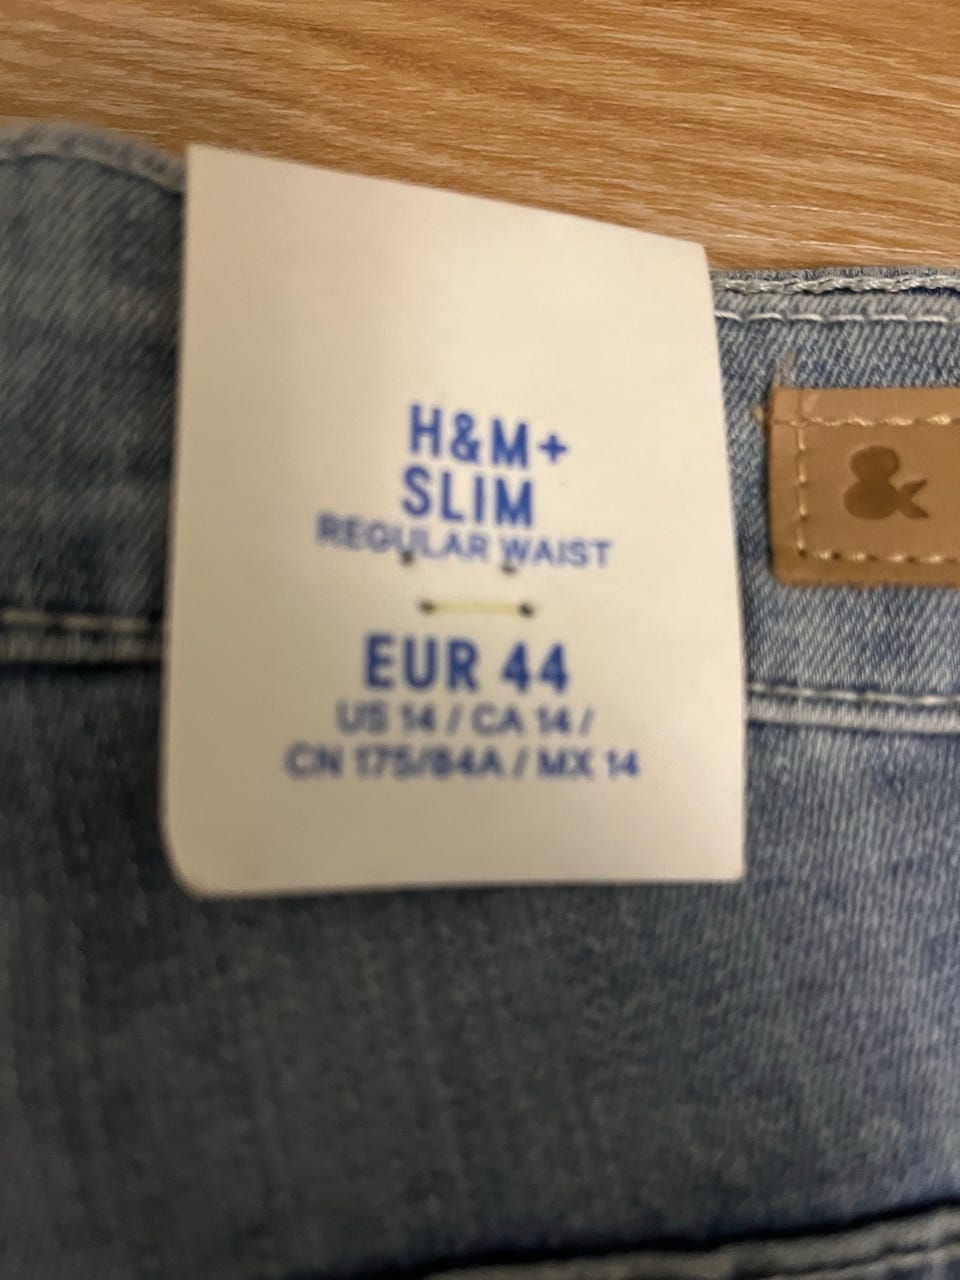 H&M+
SLIM
REGULAR WAIST
EUR 44
US 14 / CA 14 /
CN 175/84A / MX 14
&